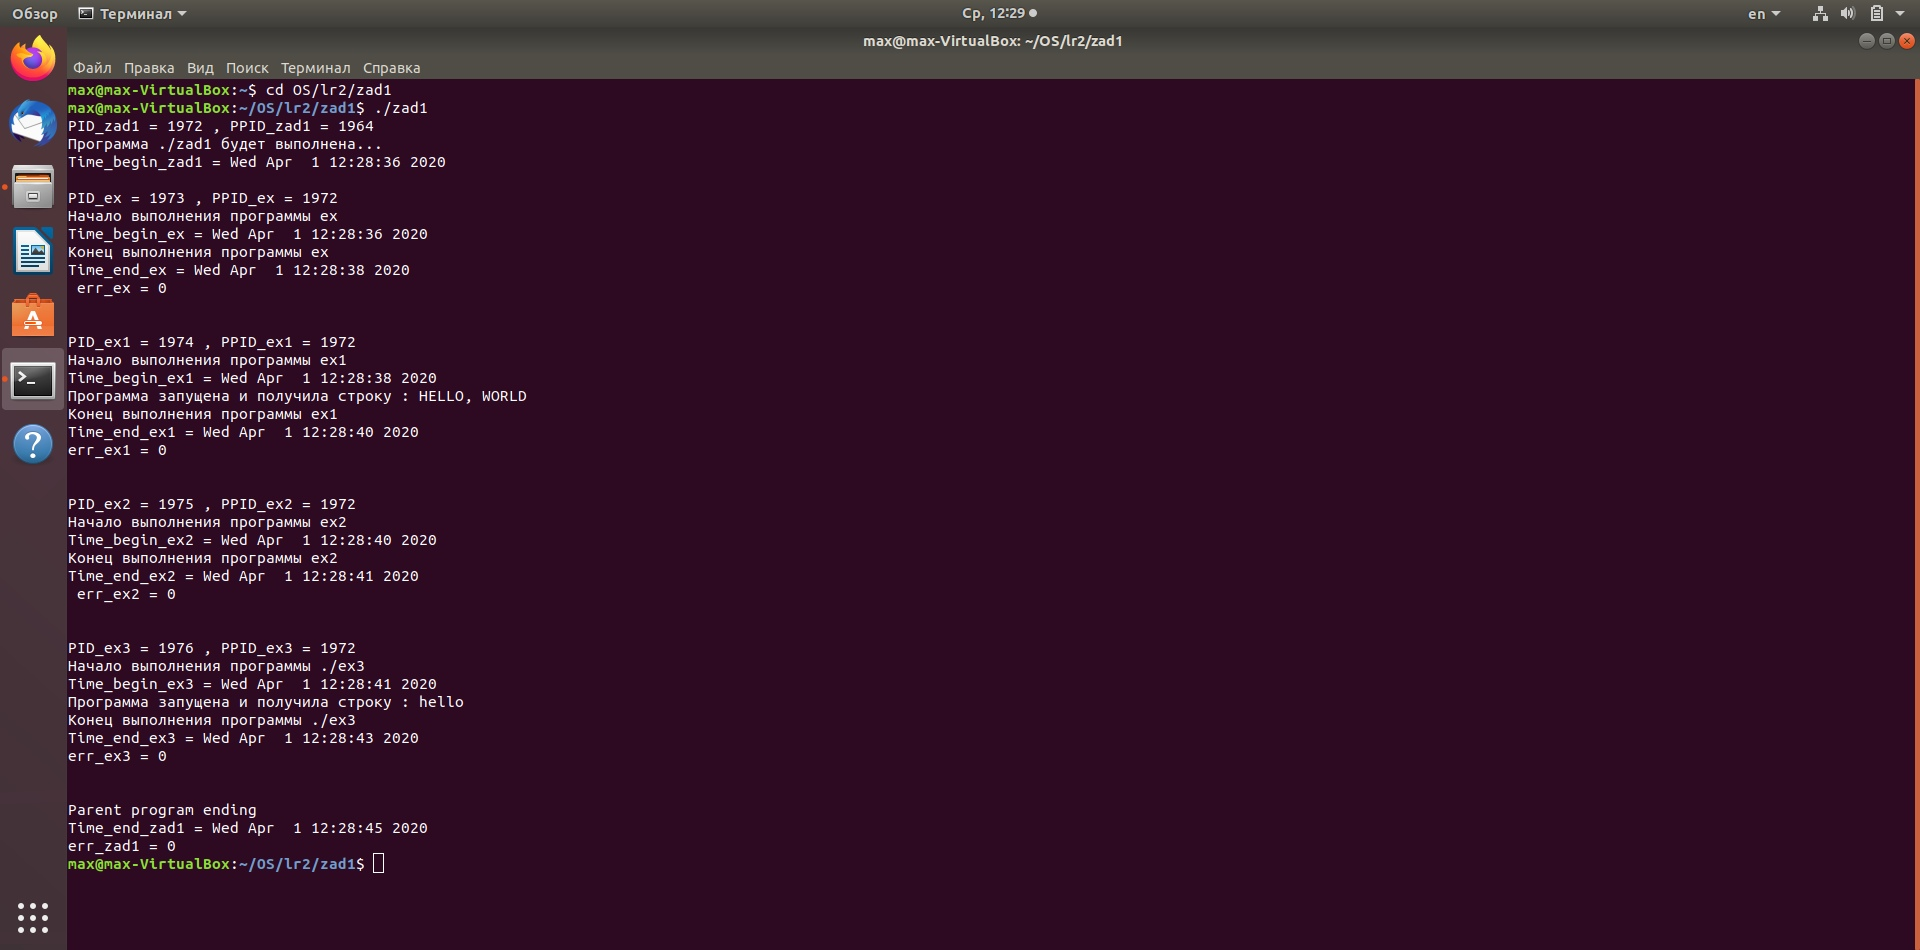 Обзор Терминал Ср, 12:29 en
max@max-VirtualBox: ~/OS/lr2/zad1
Файл Правка Вид Поиск Терминал Справка
max@max-VirtualBox:~$ cd OS/lr2/zad1
max@max-VirtualBox:~/OS/lr2/zad1$ ./zad1
PID_zad1 = 1972 , PPID_zad1 = 1964
Программа ./zad1 будет выполнена...
Time_begin_zad1 = Wed Apr  1 12:28:36 2020
PID_ex = 1973 , PPID_ex = 1972
Начало выполнения программы ex
Time_begin_ex = Wed Apr  1 12:28:36 2020
Конец выполнения программы ex
Time_end_ex = Wed Apr  1 12:28:38 2020
err_ex = 0
PID_ex1 = 1974 , PPID_ex1 = 1972
Начало выполнения программы ex1
Time_begin_ex1 = Wed Apr  1 12:28:38 2020
Программа запущена и получила строку : HELLO, WORLD
Конец выполнения программы ex1
Time_end_ex1 = Wed Apr  1 12:28:40 2020
err_ex1 = 0
PID_ex2 = 1975 , PPID_ex2 = 1972
Начало выполнения программы ex2
Time_begin_ex2 = Wed Apr  1 12:28:40 2020
Конец выполнения программы ex2
Time_end_ex2 = Wed Apr  1 12:28:41 2020
err_ex2 = 0
PID_ex3 = 1976 , PPID_ex3 = 1972
Начало выполнения программы ./ex3
Time_begin_ex3 = Wed Apr  1 12:28:41 2020
Программа запущена и получила строку : hello
Конец выполнения программы ./ex3
Time_end_ex3 = Wed Apr  1 12:28:43 2020
err_ex3 = 0
Parent program ending
Time_end_zad1 = Wed Apr  1 12:28:45 2020
err_zad1 = 0
max@max-VirtualBox:~/OS/lr2/zad1$